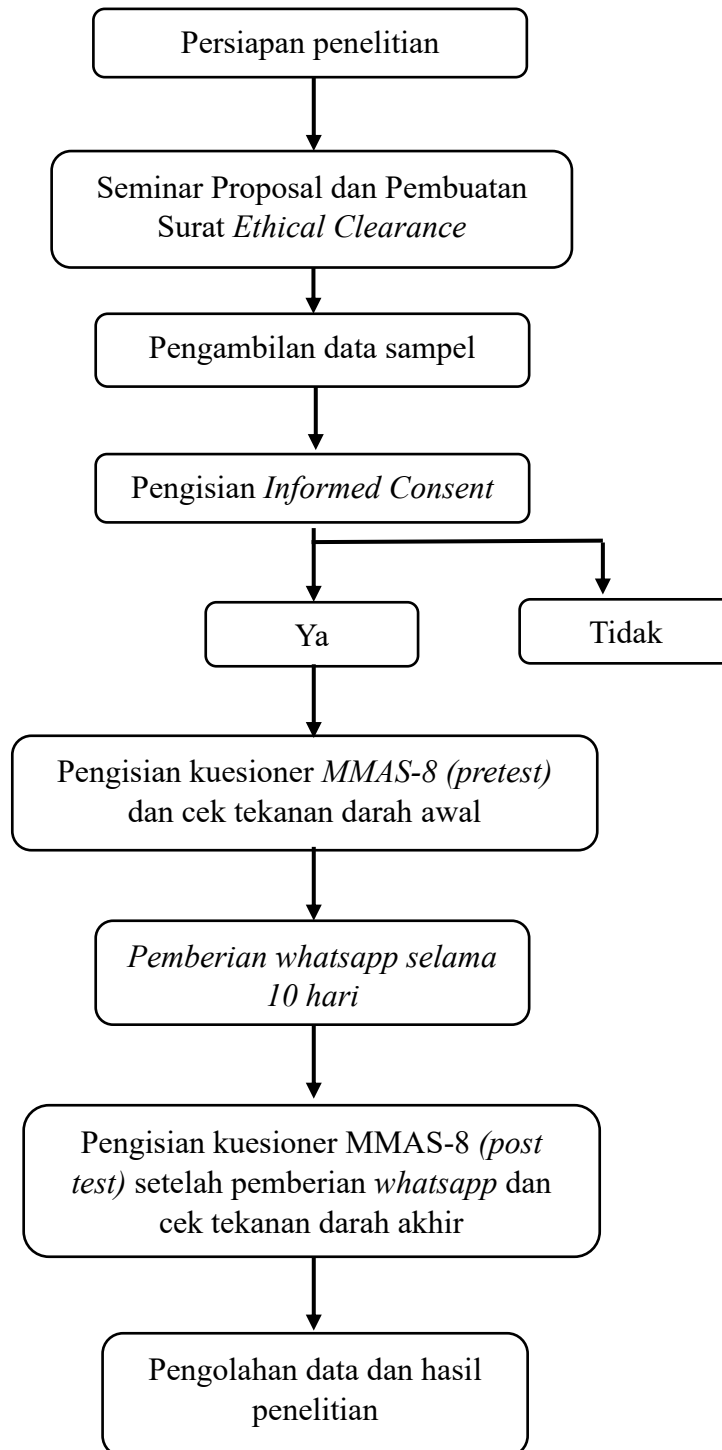 Persiapan penelitian
Seminar Proposal dan Pembuatan
Surat Ethical Clearance
Pengambilan data sampel
Pengisian Informed Consent
Ya
Tidak
Pengisian kuesioner MMAS-8 (pretest)
dan cek tekanan darah awal
Pemberian whatsapp selama
10 hari
Pengisian kuesioner MMAS-8 (post
test) setelah pemberian whatsapp dan
cek tekanan darah akhir
Pengolahan data dan hasil
penelitian